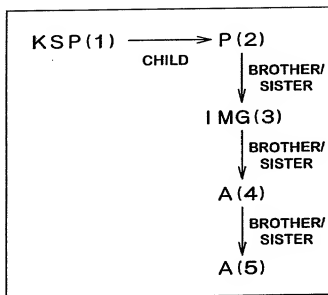 KSP(1) P(2)
CHILD
BROTHER/
SISTER
IMG(3)
BROTHER/
SISTER
A(4)
BROTHER/
SISTER
A(5)